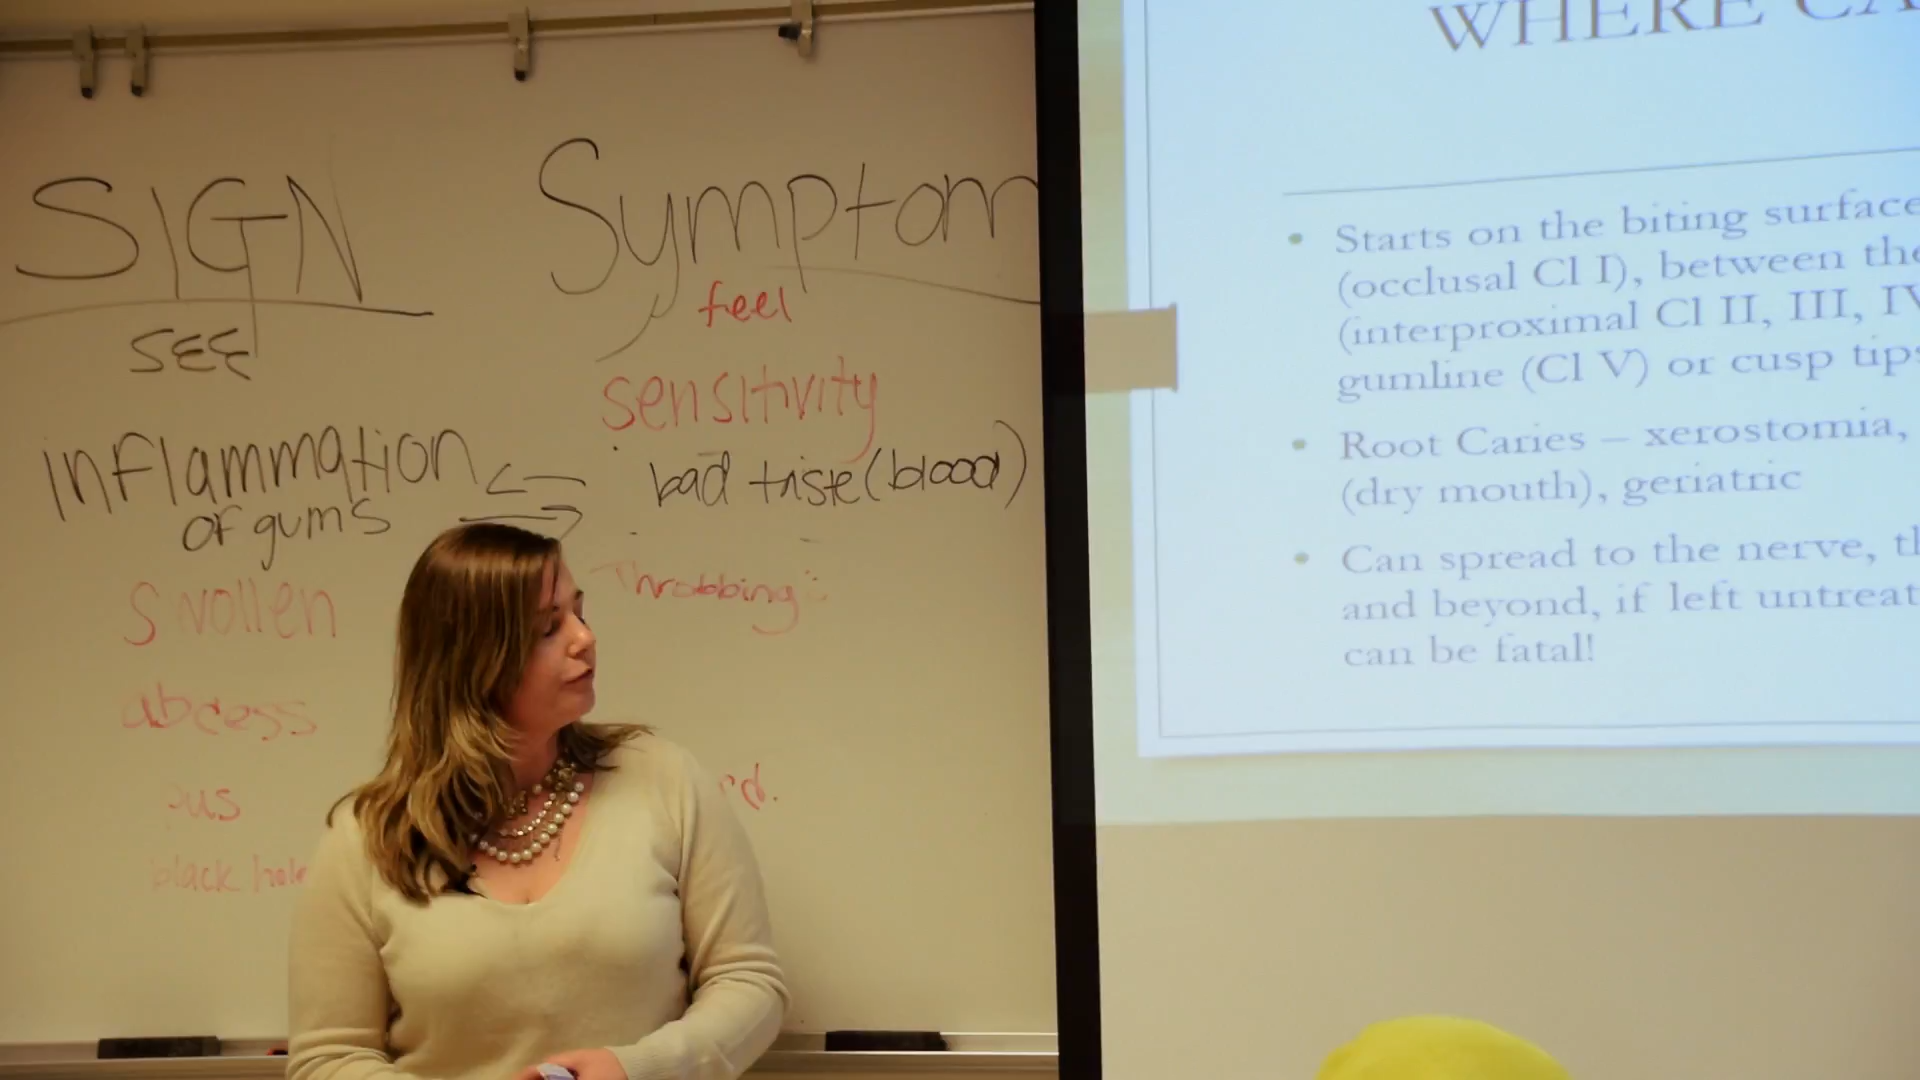 SIGN
SEE
inflammation
of gums
Swollen
abcess
pus
black hole
Symptom
feel
sensitivity
bad taste (blood)
Throbbing
WHERE CA
Starts on the biting surface
(occlusal Cl I), between the
(interproximal Cl II, III, IV
gumline (Cl V) or cusp tips
Root Caries – xerostomia,
(dry mouth), geriatric
Can spread to the nerve, th
and beyond, if left untreat
can be fatal!